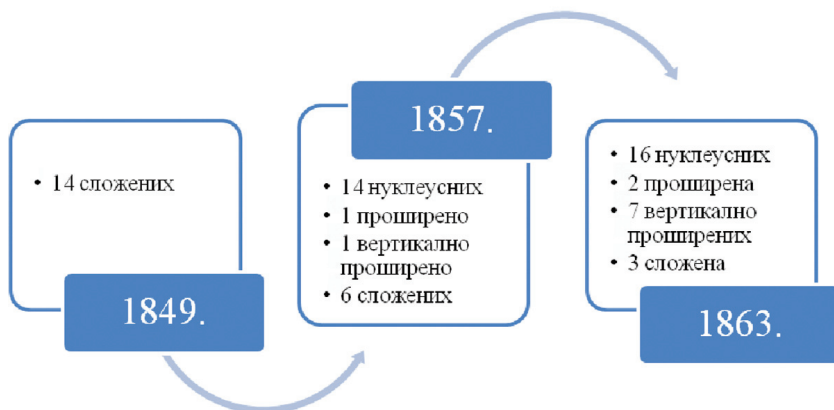 • 14 сложених
1849.
1857.
• 14 нуклеусних
• 1 проширено
• 1 вертикално
проширено
• 6 сложених
• 16 нуклеусних
• 2 проширена
• 7 вертикално
проширених
• 3 сложена
1863.